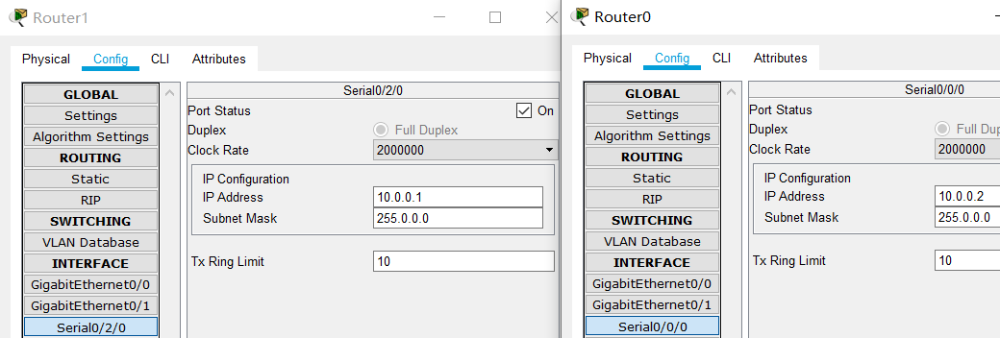 Router1
Physical Config CLI Attributes
GLOBAL
Settings
Algorithm Settings
ROUTING
Static
RIP
SWITCHING
VLAN Database
INTERFACE
GigabitEthernet0/0
GigabitEthernet0/1
Serial0/2/0
Serial0/2/0
Port Status On
Duplex Full Duplex
Clock Rate 2000000
IP Configuration
IP Address 10.0.0.1
Subnet Mask 255.0.0.0
Tx Ring Limit 10
Router0
Physical Config CLI Attributes
GLOBAL
Settings
Algorithm Settings
ROUTING
Static
RIP
SWITCHING
VLAN Database
INTERFACE
GigabitEthernet0/0
GigabitEthernet0/1
Serial0/0/0
Serial0/0/0
Port Status
Duplex Full Dup
Clock Rate 2000000
IP Configuration
IP Address 10.0.0.2
Subnet Mask 255.0.0.0
Tx Ring Limit 10